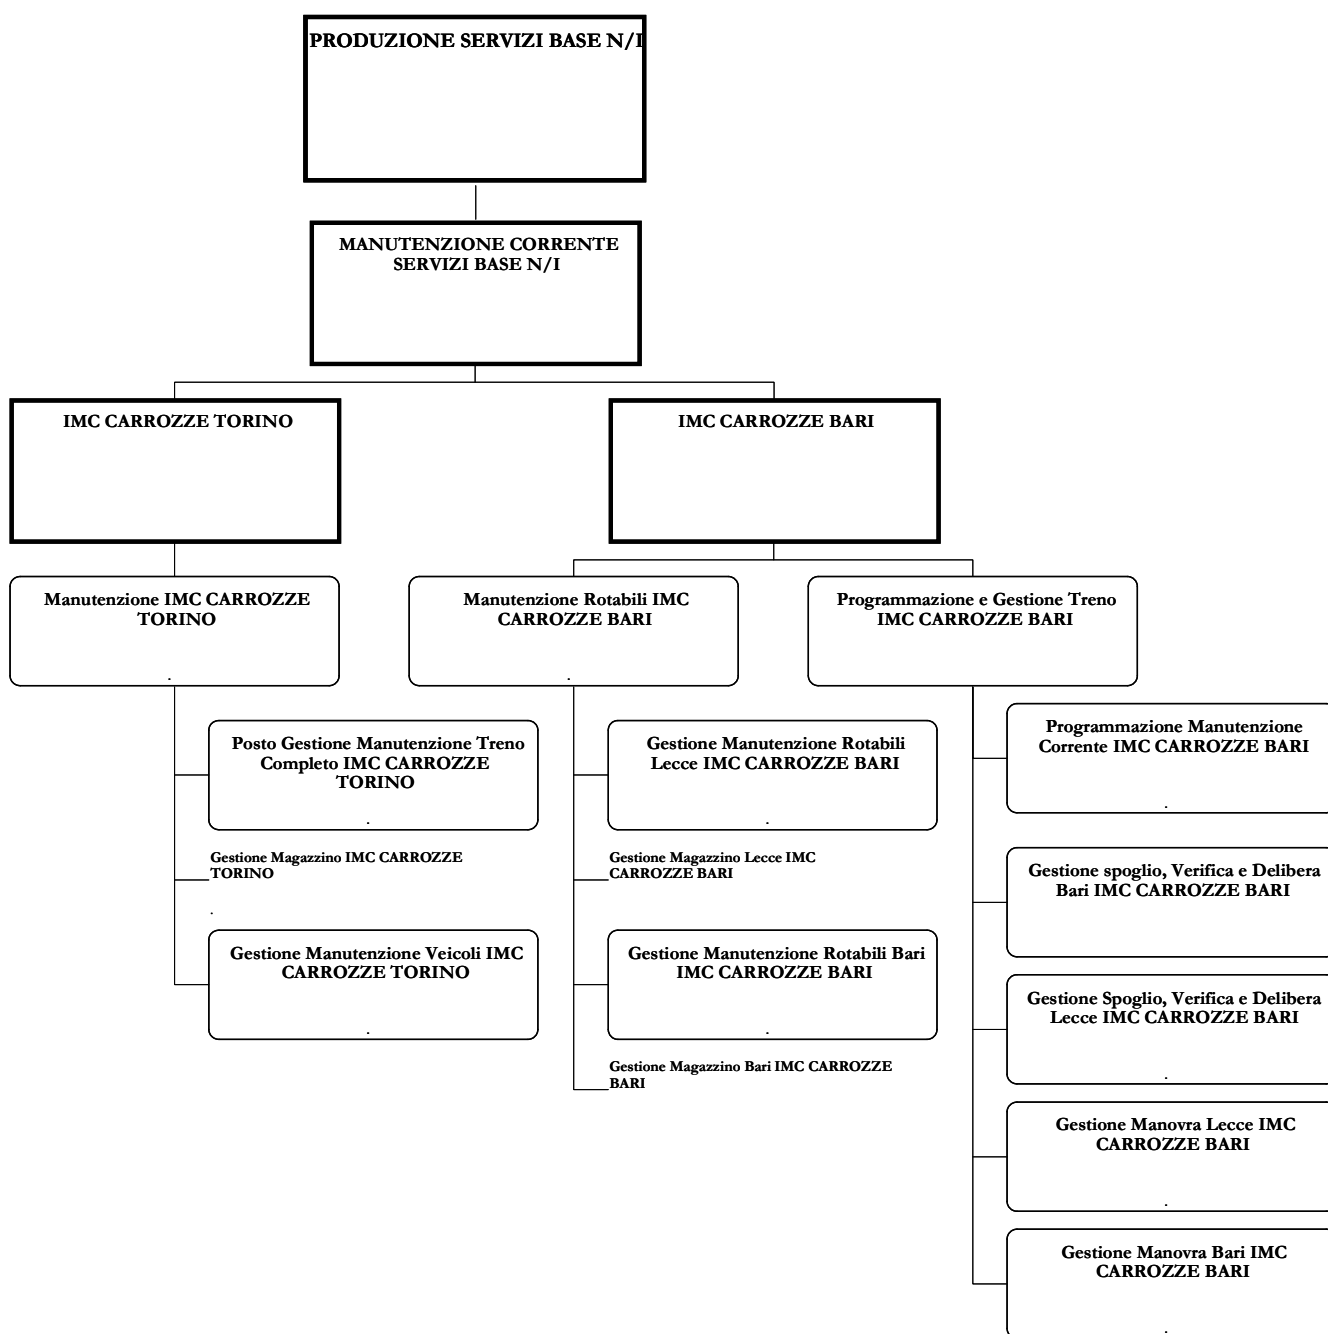 PRODUZIONE SERVIZI BASE N/I
MANUTENZIONE CORRENTE
SERVIZI BASE N/I
IMC CARROZZE TORINO
IMC CARROZZE BARI
Manutenzione IMC CARROZZE
TORINO
.
Manutenzione Rotabili IMC
CARROZZE BARI
.
Programmazione e Gestione Treno
IMC CARROZZE BARI
Posto Gestione Manutenzione Treno
Completo IMC CARROZZE
TORINO
.
Gestione Magazzino IMC CARROZZE
TORINO
.
Gestione Manutenzione Veicoli IMC
CARROZZE TORINO
.
Gestione Manutenzione Rotabili
Lecce IMC CARROZZE BARI
.
Gestione Magazzino Lecce IMC
CARROZZE BARI
Gestione Manutenzione Rotabili Bari
IMC CARROZZE BARI
.
Gestione Magazzino Bari IMC CARROZZE
BARI
Programmazione Manutenzione
Corrente IMC CARROZZE BARI
.
Gestione spoglio, Verifica e Delibera
Bari IMC CARROZZE BARI
Gestione Spoglio, Verifica e Delibera
Lecce IMC CARROZZE BARI
.
Gestione Manovra Lecce IMC
CARROZZE BARI
.
Gestione Manovra Bari IMC
CARROZZE BARI
.